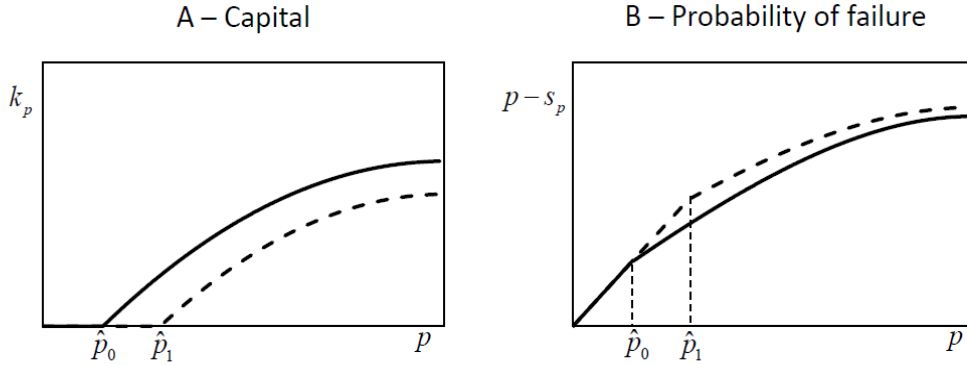 A – Capital
k_p
p̂_0
p̂_1
p
B – Probability of failure
p − s_p
p̂_0
p̂_1
p